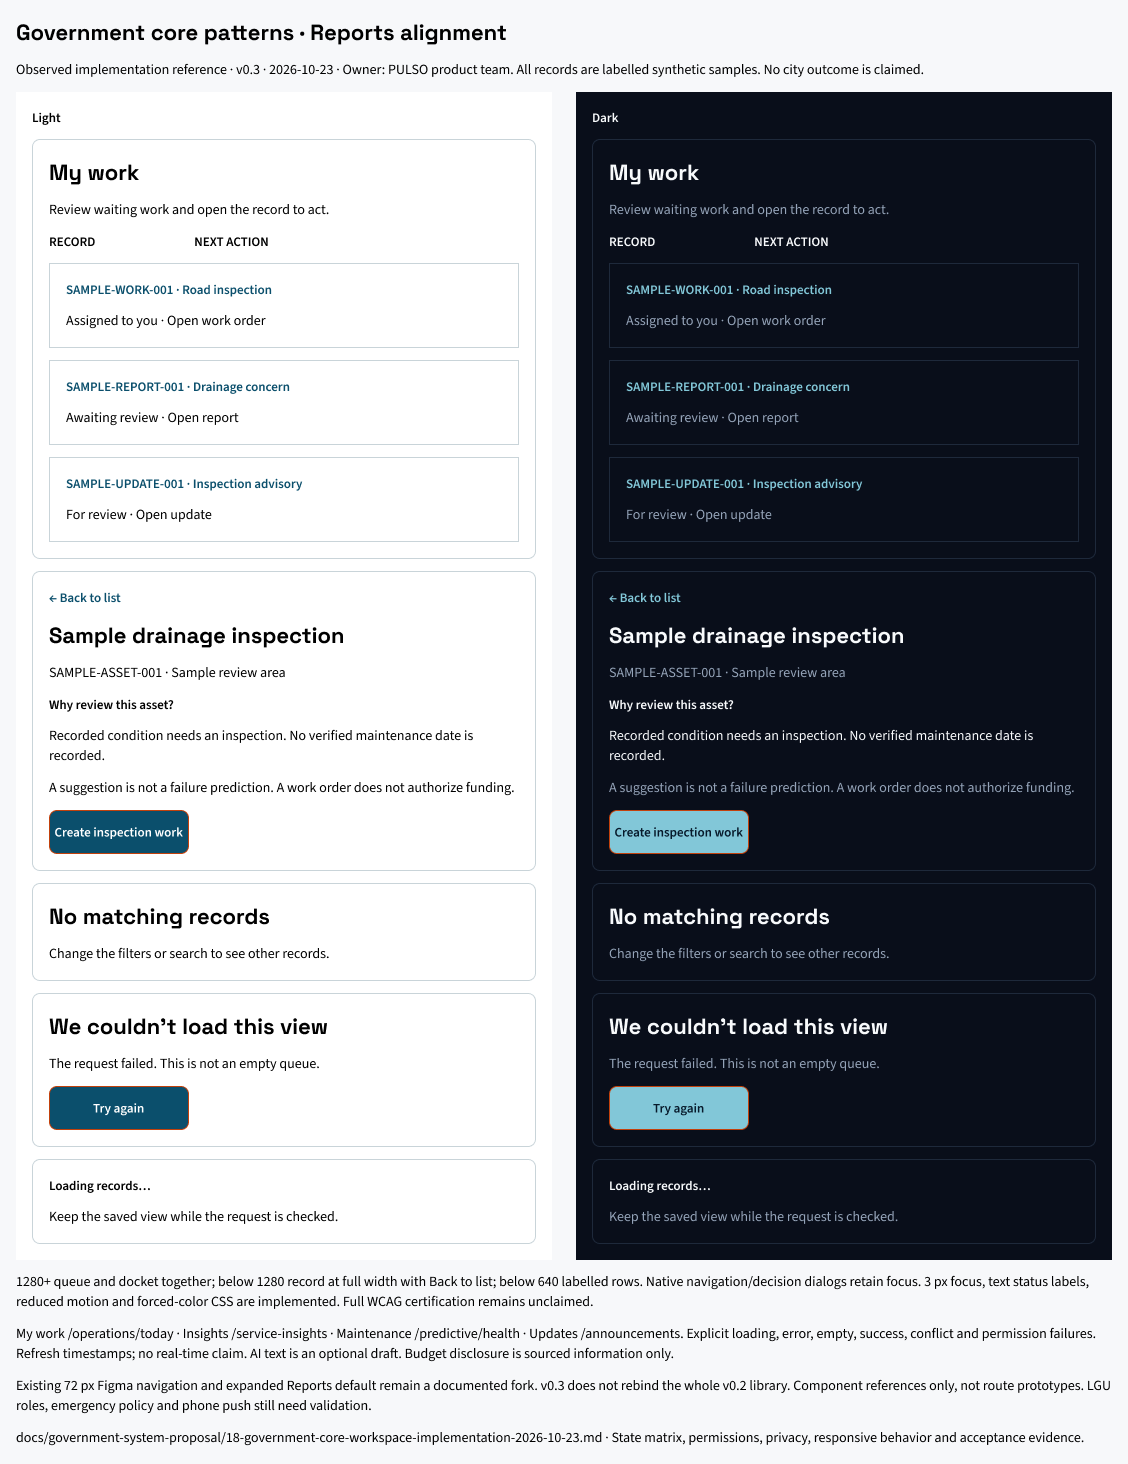 Government core patterns · Reports alignment
Observed implementation reference · v0.3 · 2026-10-23 · Owner: PULSO product team. All records are labelled synthetic samples. No city outcome is claimed.
Light
My work
Review waiting work and open the record to act.
RECORD NEXT ACTION
SAMPLE-WORK-001 · Road inspection
Assigned to you · Open work order
SAMPLE-REPORT-001 · Drainage concern
Awaiting review · Open report
SAMPLE-UPDATE-001 · Inspection advisory
For review · Open update
← Back to list
Sample drainage inspection
SAMPLE-ASSET-001 · Sample review area
Why review this asset?
Recorded condition needs an inspection. No verified maintenance date is
recorded.
A suggestion is not a failure prediction. A work order does not authorize funding.
Create inspection work
No matching records
Change the filters or search to see other records.
We couldn't load this view
The request failed. This is not an empty queue.
Try again
Loading records…
Keep the saved view while the request is checked.
Dark
My work
Review waiting work and open the record to act.
RECORD NEXT ACTION
SAMPLE-WORK-001 · Road inspection
Assigned to you · Open work order
SAMPLE-REPORT-001 · Drainage concern
Awaiting review · Open report
SAMPLE-UPDATE-001 · Inspection advisory
For review · Open update
← Back to list
Sample drainage inspection
SAMPLE-ASSET-001 · Sample review area
Why review this asset?
Recorded condition needs an inspection. No verified maintenance date is
recorded.
A suggestion is not a failure prediction. A work order does not authorize funding.
Create inspection work
No matching records
Change the filters or search to see other records.
We couldn't load this view
The request failed. This is not an empty queue.
Try again
Loading records…
Keep the saved view while the request is checked.
1280+ queue and docket together; below 1280 record at full width with Back to list; below 640 labelled rows. Native navigation/decision dialogs retain focus. 3 px focus, text status labels,
reduced motion and forced-color CSS are implemented. Full WCAG certification remains unclaimed.
My work /operations/today · Insights /service-insights · Maintenance /predictive/health · Updates /announcements. Explicit loading, error, empty, success, conflict and permission failures.
Refresh timestamps; no real-time claim. AI text is an optional draft. Budget disclosure is sourced information only.
Existing 72 px Figma navigation and expanded Reports default remain a documented fork. v0.3 does not rebind the whole v0.2 library. Component references only, not route prototypes. LGU
roles, emergency policy and phone push still need validation.
docs/government-system-proposal/18-government-core-workspace-implementation-2026-10-23.md · State matrix, permissions, privacy, responsive behavior and acceptance evidence.